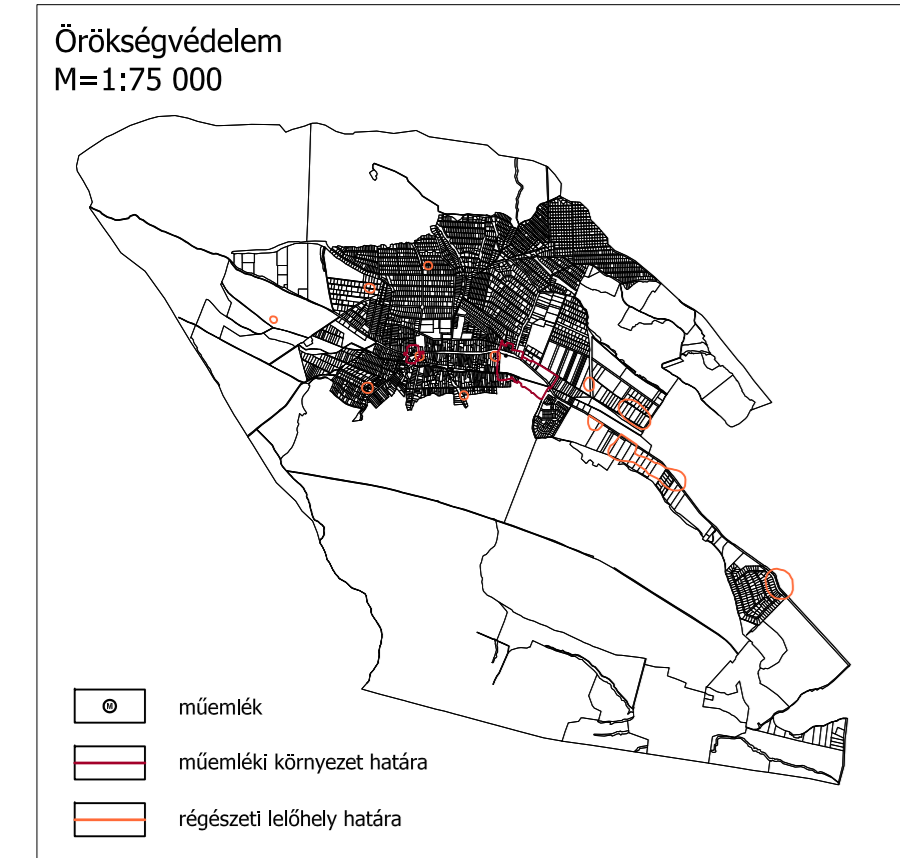 Örökségvédelem
M=1:75 000
M műemlék
műemléki környezet határa
régészeti lelőhely határa